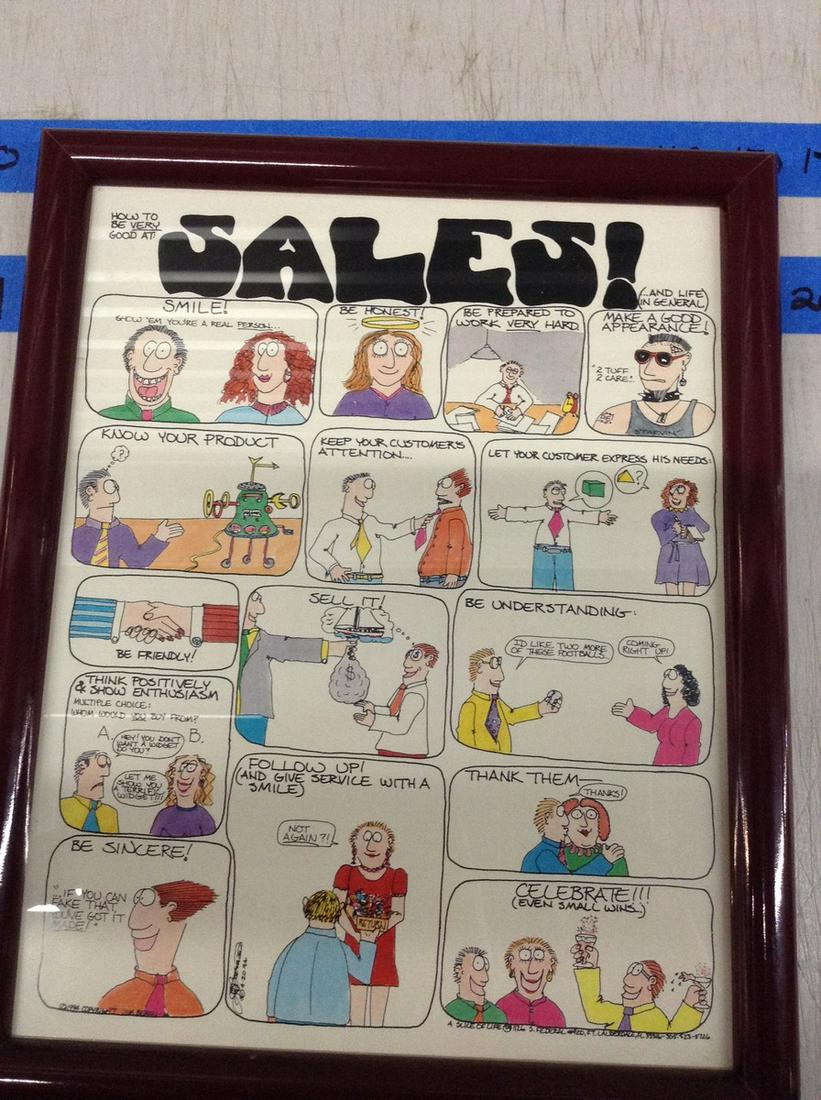 HOW TO
BE VERY
GOOD AT:
SALES!
(...AND LIFE
IN GENERAL)
SMILE!
SHOW 'EM YOU'RE A REAL PERSON...
BE HONEST!
BE PREPARED TO
WORK VERY HARD.
MAKE A GOOD
APPEARANCE!
"2 TUFF
2 CARE"
KNOW YOUR PRODUCT
?
KEEP YOUR CUSTOMER'S
ATTENTION....
LET YOUR CUSTOMER EXPRESS HIS NEEDS:
?
BE FRIENDLY!
SELL IT!
$
BE UNDERSTANDING:
I'D LIKE TWO MORE
OF THESE FOOTBALLS.
COMING
RIGHT UP!
THINK POSITIVELY
& SHOW ENTHUSIASM
MULTIPLE CHOICE:
WHOM WOULD YOU BUY FROM?
A.
HEY! YOU DON'T
WANT A WIDGET
DO YOU?
B.
LET ME
SHOW YOU
A TERRIFIC
WIDGET!!!
FOLLOW UP!
(AND GIVE SERVICE WITH A
SMILE)
NOT
AGAIN?!
RETURN
THANK THEM—
THANKS!
BE SINCERE!
"...IF YOU CAN
FAKE THAT
YOU'VE GOT IT
MADE!"
CELEBRATE!!!
(EVEN SMALL WINS...)
A SLICE OF LIFE